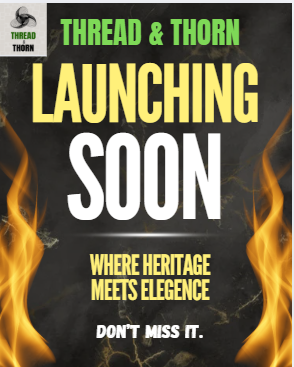 THREAD
&
THORN
THREAD & THORN
LAUNCHING
SOON
WHERE HERITAGE
MEETS ELEGENCE
DON'T MISS IT.